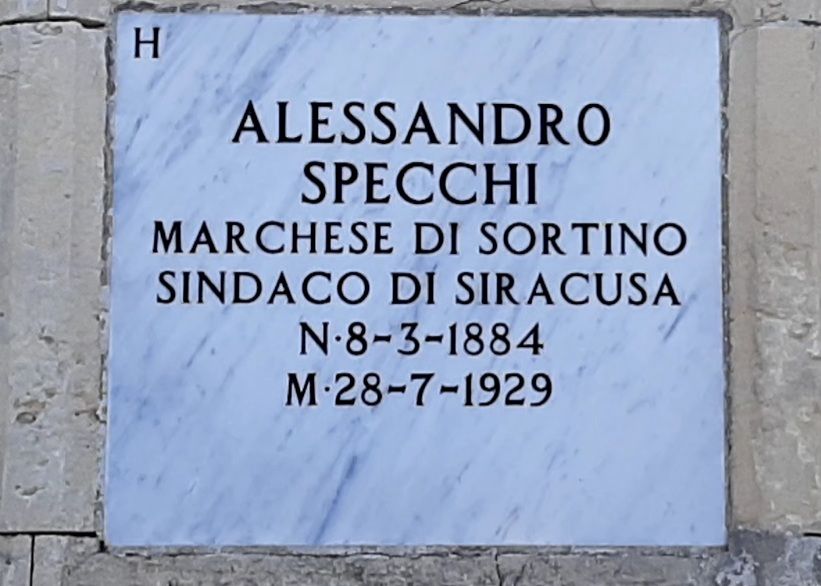 H
ALESSANDRO
SPECCHI
MARCHESE DI SORTINO
SINDACO DI SIRACUSA
N·8-3-1884
M·28-7-1929